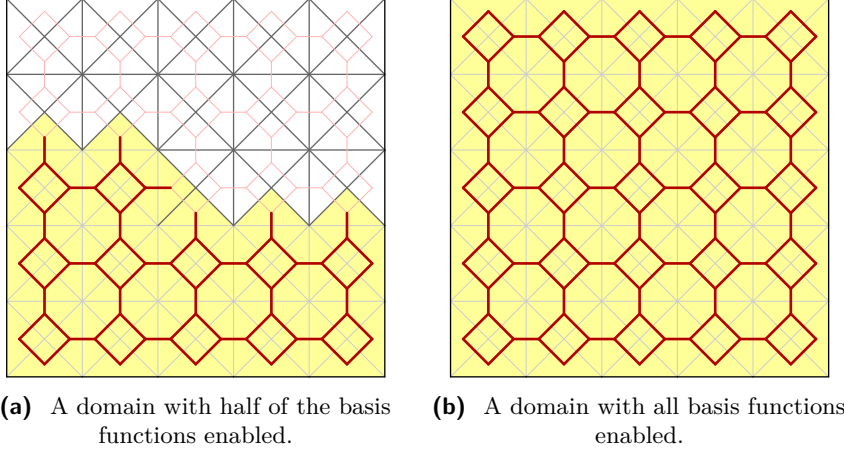 (a) A domain with half of the basis
functions enabled.
(b) A domain with all basis functions
enabled.